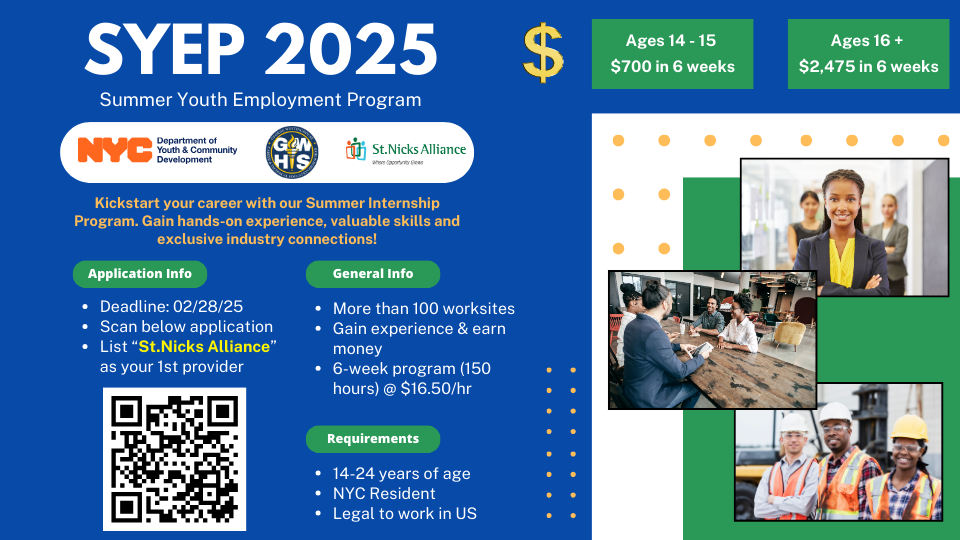 SYEP 2025
Summer Youth Employment Program
NYC
Department of
Youth & Community
Development
GW
HS
St.Nicks Alliance
Where Opportunity Grows
Kickstart your career with our Summer Internship
Program. Gain hands-on experience, valuable skills and
exclusive industry connections!
Application Info
• Deadline: 02/28/25
• Scan below application
• List “St.Nicks Alliance”
as your 1st provider
General Info
• More than 100 worksites
• Gain experience & earn
money
• 6-week program (150
hours) @ $16.50/hr
Requirements
• 14-24 years of age
• NYC Resident
• Legal to work in US
$
Ages 14 - 15
$700 in 6 weeks
Ages 16 +
$2,475 in 6 weeks